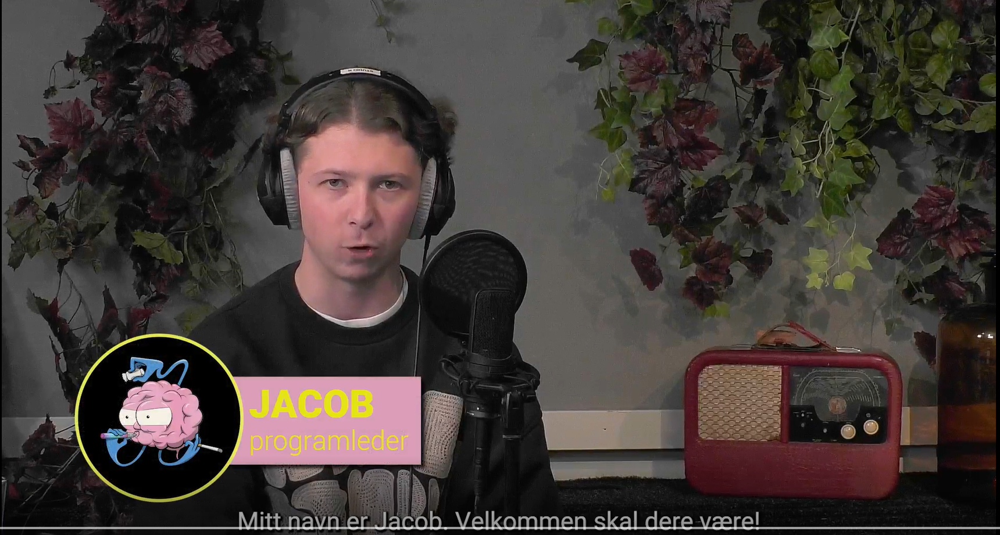 JACOB
programleder
Mitt navn er Jacob. Velkommen skal dere være!